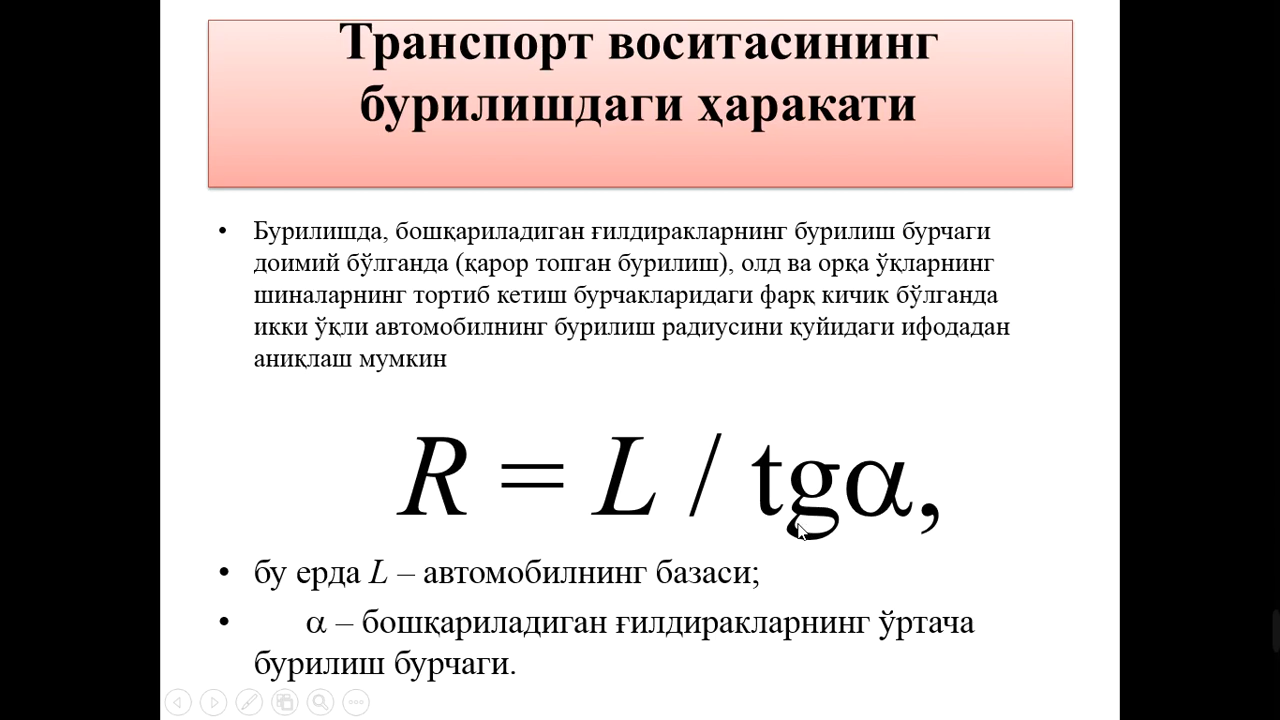 Транспорт воситасининг
бурилишдаги ҳаракати
• Бурилишда, бошқариладиган ғилдиракларнинг бурилиш бурчаги
доимий бўлганда (қарор топган бурилиш), олд ва орқа ўқларнинг
шиналарнинг тортиб кетиш бурчакларидаги фарқ кичик бўлганда
икки ўқли автомобилнинг бурилиш радиусини қуйидаги ифодадан
аниқлаш мумкин
R = L / tgα,
• бу ерда L – автомобилнинг базаси;
• α – бошқариладиган ғилдиракларнинг ўртача
бурилиш бурчаги.